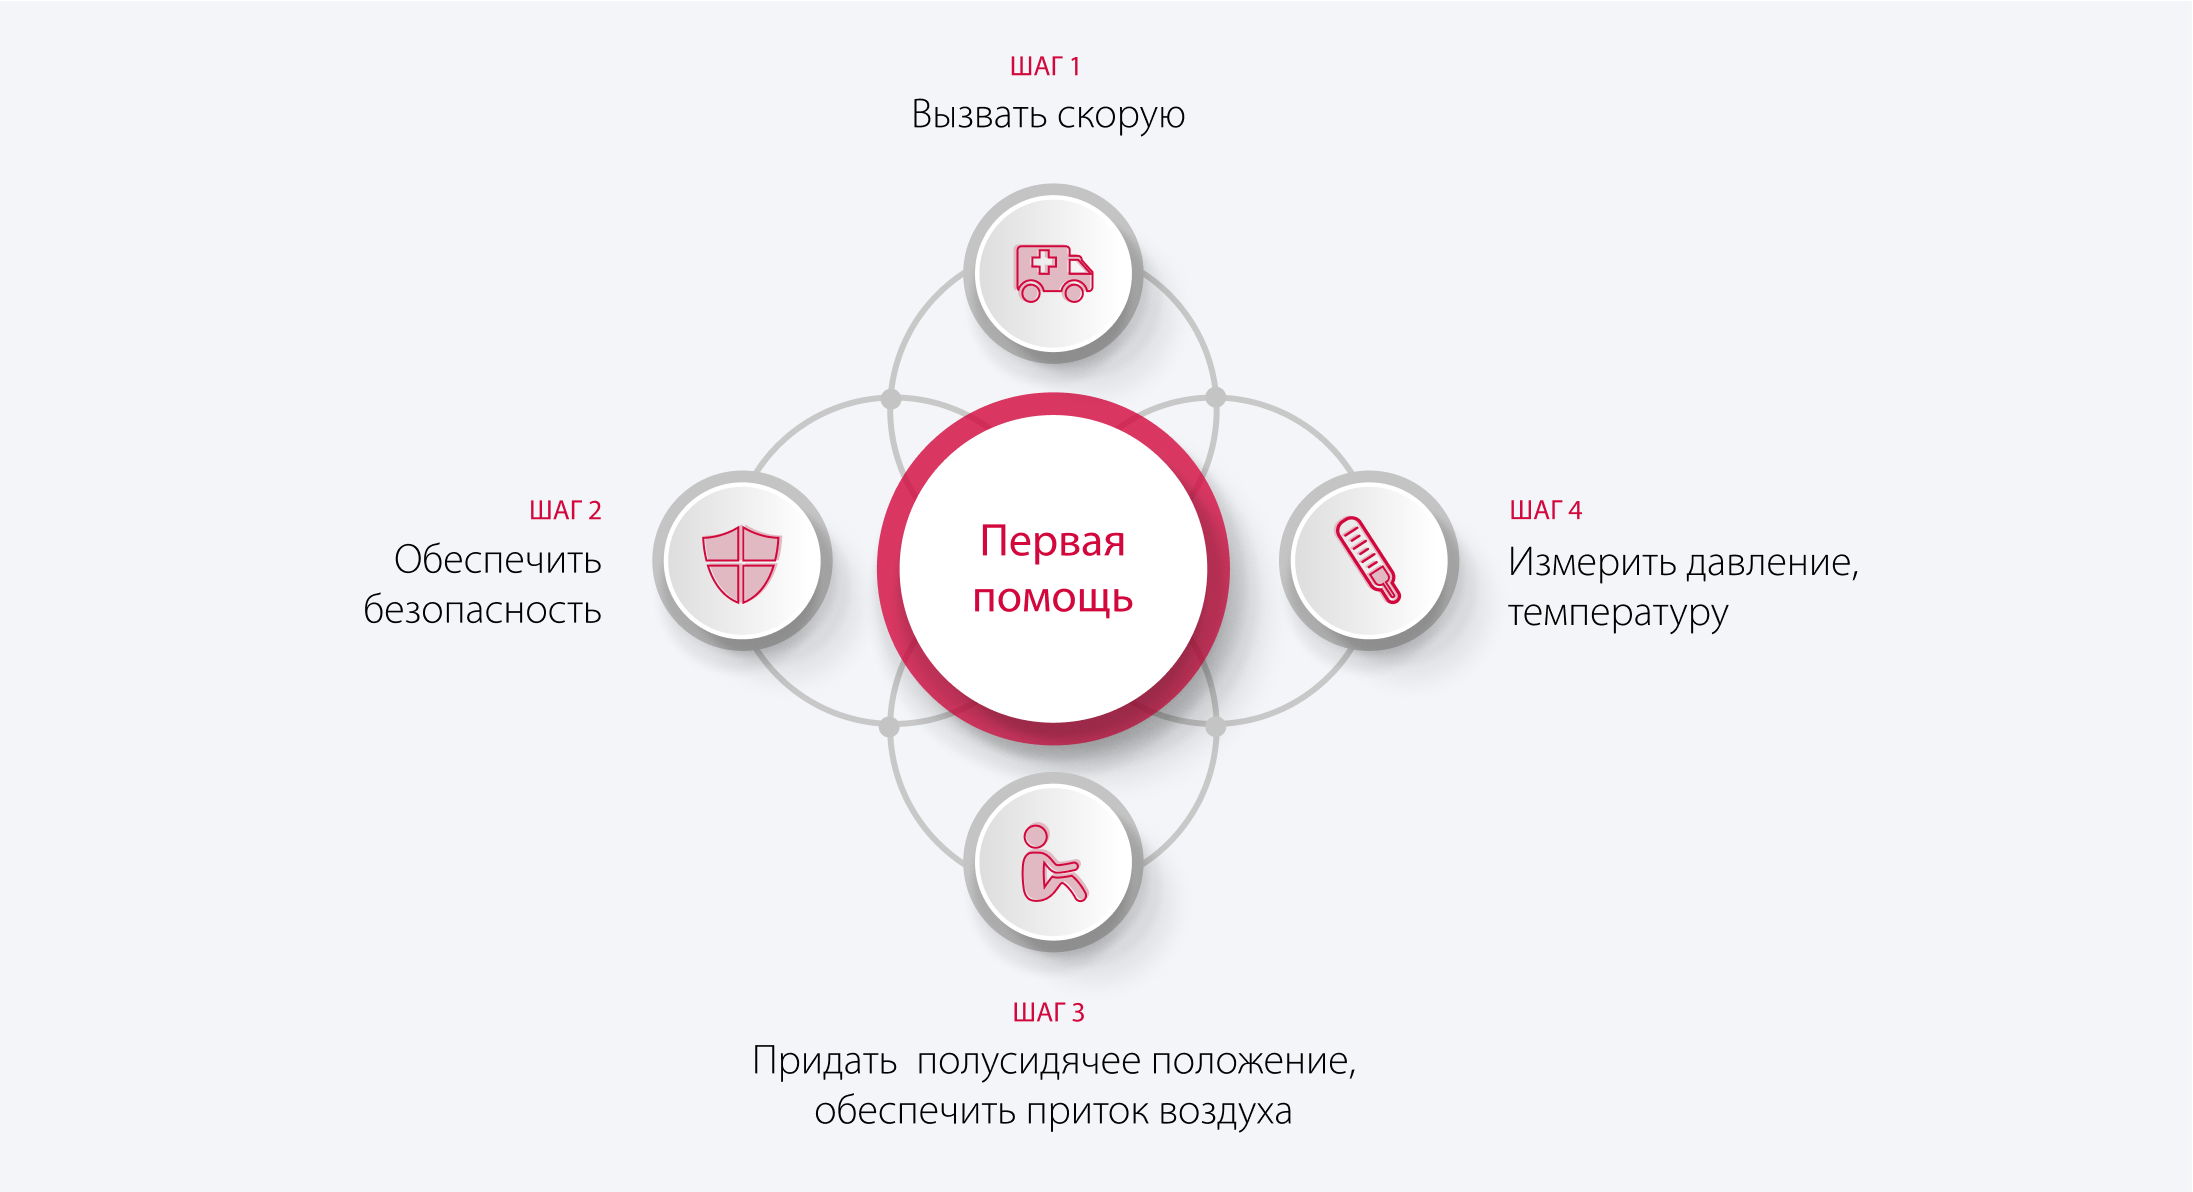 ШАГ 1
Вызвать скорую
ШАГ 2
Обеспечить
безопасность
Первая
помощь
ШАГ 4
Измерить давление,
температуру
ШАГ 3
Придать  полусидячее положение,
обеспечить приток воздуха